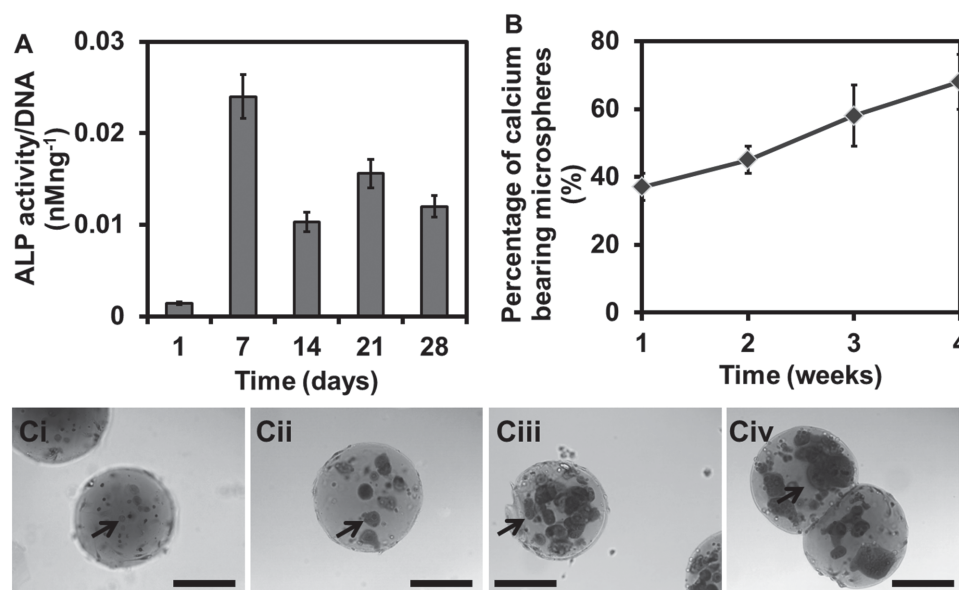 A
ALP activity/DNA
(nMng⁻¹)
0.03
0.02
0.01
0
1 7 14 21 28
Time (days)
B
Percentage of calcium
bearing microspheres
(%)
80
60
40
20
0
1 2 3 4
Time (weeks)
Ci
Cii
Ciii
Civ